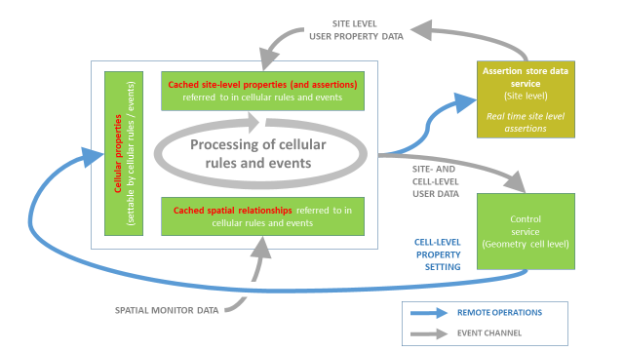 SITE LEVEL
USER PROPERTY DATA
Cellular properties
(settable by cellular rules / events)
Cached site-level properties (and assertions)
referred to in cellular rules and events
Processing of cellular
rules and events
Cached spatial relationships referred to in
cellular rules and events
Assertion store data
service
(Site level)
Real time site level
assertions
SITE- AND
CELL-LEVEL
USER DATA
Control
service
(Geometry cell level)
CELL-LEVEL
PROPERTY
SETTING
SPATIAL MONITOR DATA
REMOTE OPERATIONS
EVENT CHANNEL